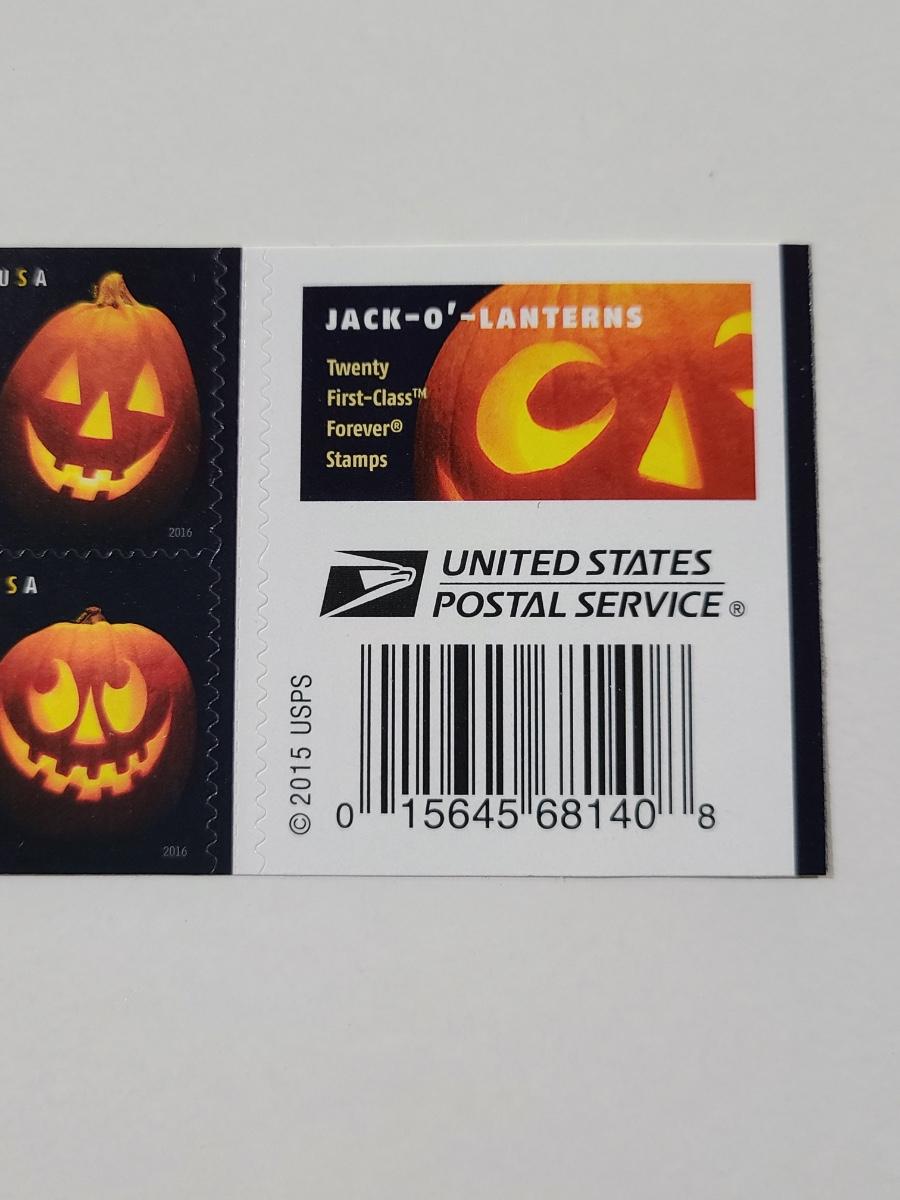 USA
2016
SA
2016
JACK-O'-LANTERNS
Twenty
First-Class™
Forever®
Stamps
UNITED STATES
POSTAL SERVICE®
© 2015 USPS
0 15645 68140 8